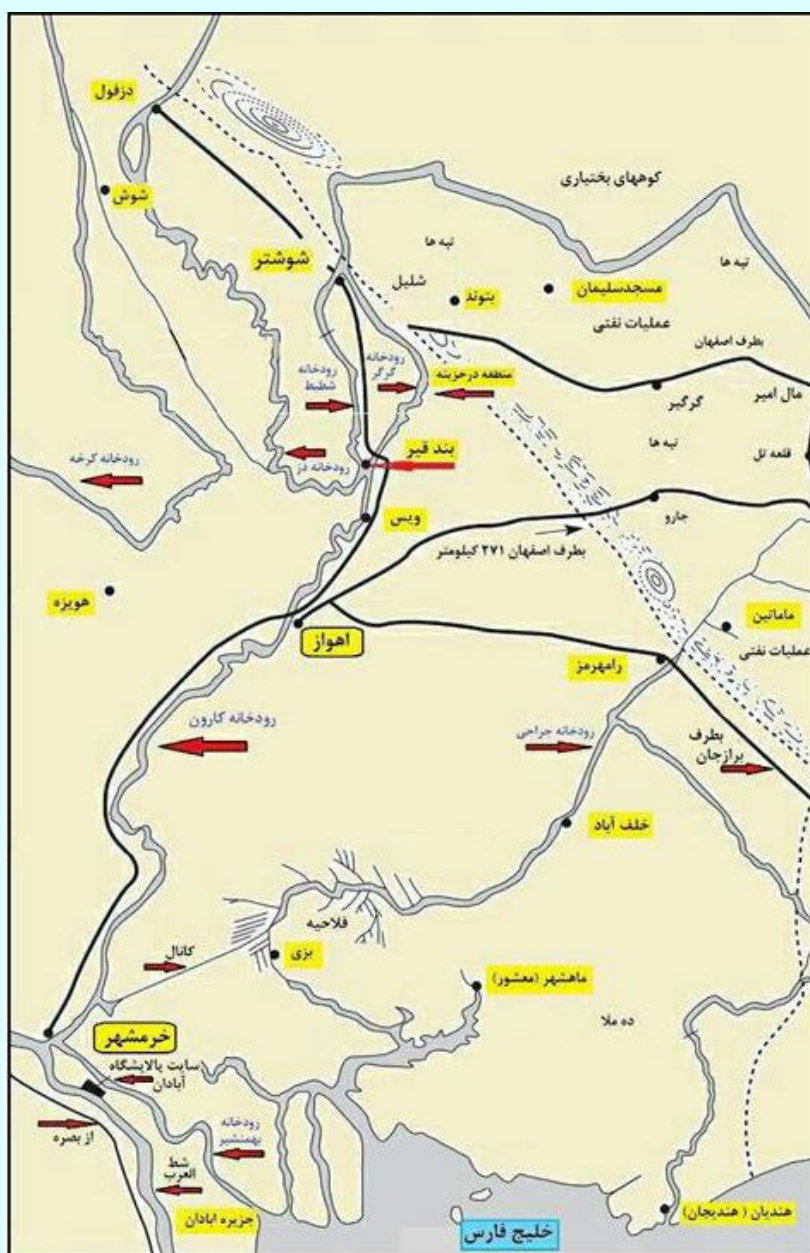 دزفول
کوههای بختیاری
شوش
تپه ها
شوشتر
تپه ها
شلیل
بتوند
مسجدسلیمان
عملیات نفتی
بطرف اصفهان
رودخانه
گرگر
رودخانه
شطیط
منطقه درخزینه
گرگیر
مال امیر
تپه ها
بند قیر
رودخانه کرخه
رودخانه دز
قلعه تل
ویس
جارو
بطرف اصفهان ۲۷۱ کیلومتر
هویزه
ماماتین
اهواز
عملیات نفتی
رامهرمز
رودخانه کارون
رودخانه جراحی
بطرف
برازجان
خلف آباد
فلاحیه
کانال
بزی
ماهشهر (معشور)
ده ملا
خرمشهر
سایت پالایشگاه
آبادان
از بصره
رودخانه
بهمنشیر
شط
العرب
جزیره ابادان
هندیان ( هندیجان)
خلیج فارس